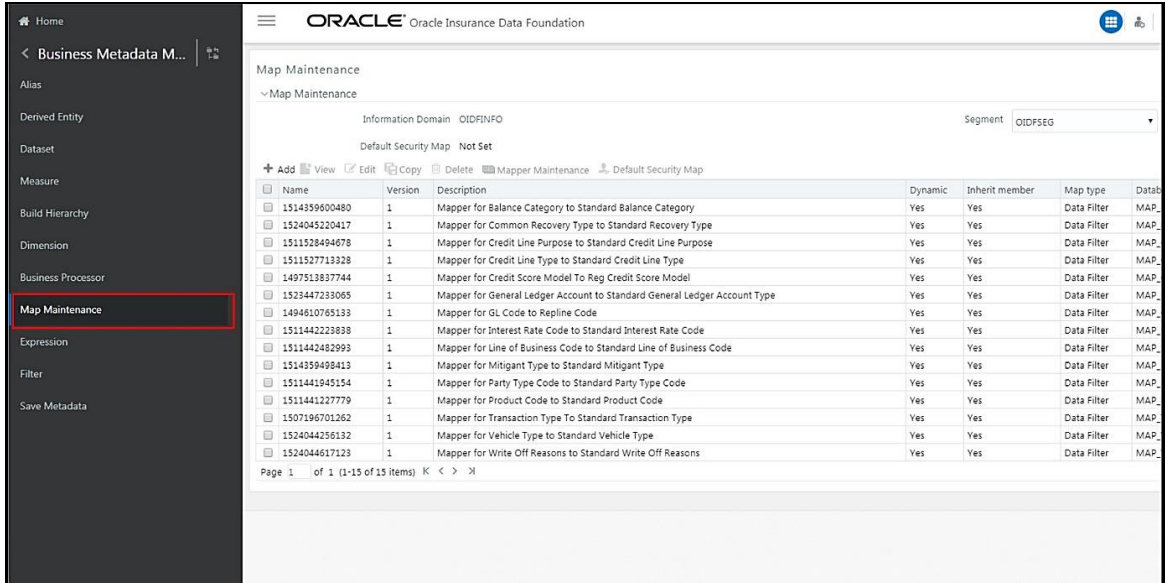 Home
Business Metadata M...
Alias
Derived Entity
Dataset
Measure
Build Hierarchy
Dimension
Business Processor
Map Maintenance
Expression
Filter
Save Metadata
ORACLE® Oracle Insurance Data Foundation
Map Maintenance
Map Maintenance
Information Domain OIDFINFO Segment OIDFSEG
Default Security Map Not Set
Add View Edit Copy Delete Mapper Maintenance Default Security Map
Name Version Description Dynamic Inherit member Map type Datab
1514359600480 1 Mapper for Balance Category to Standard Balance Category Yes Yes Data Filter MAP_
1524045220417 1 Mapper for Common Recovery Type to Standard Recovery Type Yes Yes Data Filter MAP_
1511528494678 1 Mapper for Credit Line Purpose to Standard Credit Line Purpose Yes Yes Data Filter MAP_
1511527713328 1 Mapper for Credit Line Type to Standard Credit Line Type Yes Yes Data Filter MAP_
1497513837744 1 Mapper for Credit Score Model To Reg Credit Score Model Yes Yes Data Filter MAP_
1523447233065 1 Mapper for General Ledger Account to Standard General Ledger Account Type Yes Yes Data Filter MAP_
1494610765133 1 Mapper for GL Code to Repline Code Yes Yes Data Filter MAP_
1511442223838 1 Mapper for Interest Rate Code to Standard Interest Rate Code Yes Yes Data Filter MAP_
1511442482993 1 Mapper for Line of Business Code to Standard Line of Business Code Yes Yes Data Filter MAP_
1514359498413 1 Mapper for Mitigant Type to Standard Mitigant Type Yes Yes Data Filter MAP_
1511441945154 1 Mapper for Party Type Code to Standard Party Type Code Yes Yes Data Filter MAP_
1511441227779 1 Mapper for Product Code to Standard Product Code Yes Yes Data Filter MAP_
1507196701262 1 Mapper for Transaction Type To Standard Transaction Type Yes Yes Data Filter MAP_
1524044256132 1 Mapper for Vehicle Type to Standard Vehicle Type Yes Yes Data Filter MAP_
1524044617123 1 Mapper for Write Off Reasons to Standard Write Off Reasons Yes Yes Data Filter MAP_
Page 1 of 1 (1-15 of 15 items)